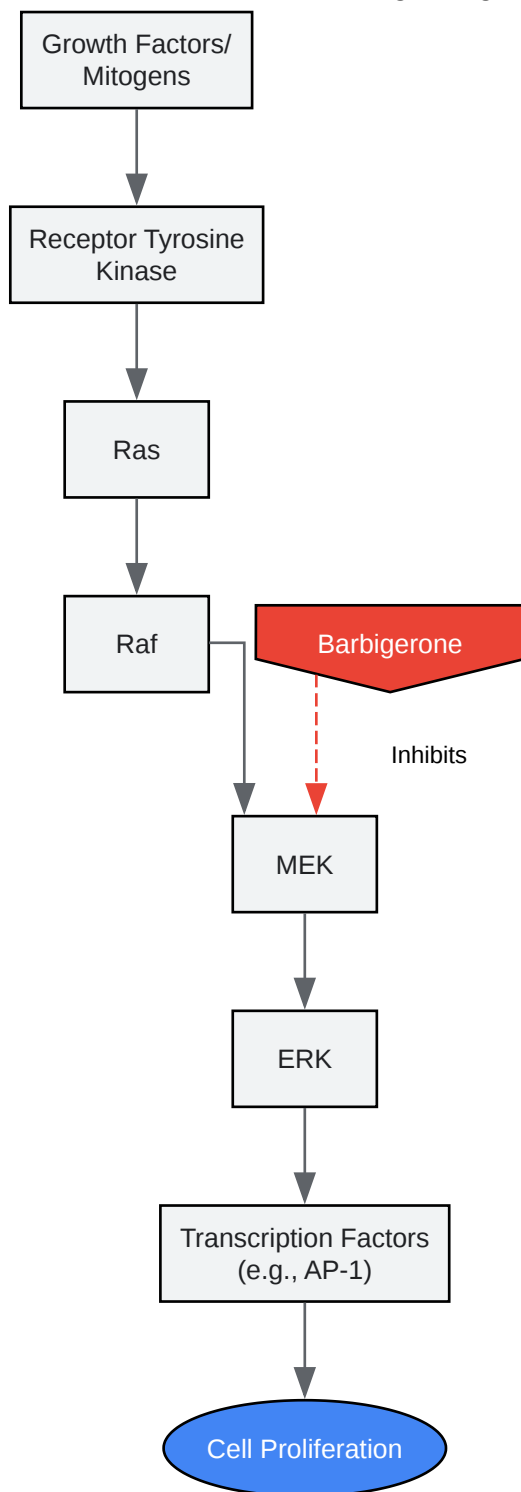 Growth Factors/
Mitogens
Receptor Tyrosine
Kinase
Ras
Raf
Barbigerone
Inhibits
MEK
ERK
Transcription Factors
(e.g., AP-1)
Cell Proliferation